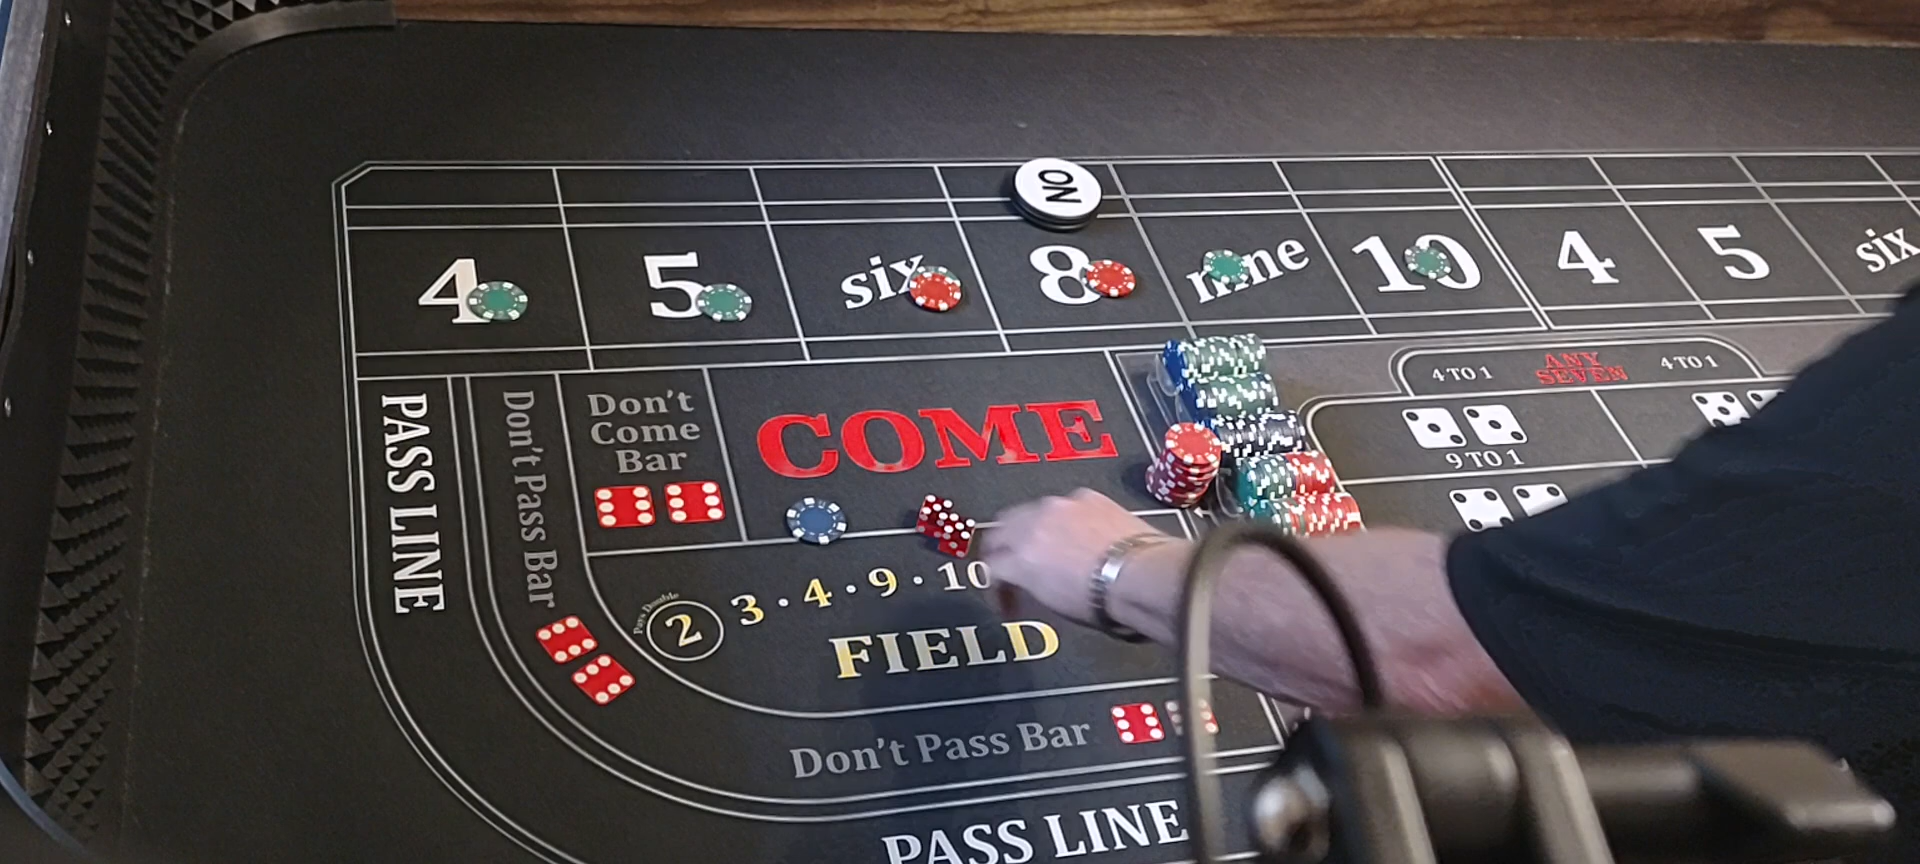 ON
4 5 six 8 nine 10 4 5 six
4 TO 1 ANY SEVEN 4 TO 1
9 TO 1
PASS LINE
Don't Pass Bar
Don't
Come
Bar
COME
Pays Double
2 3 · 4 · 9 · 10
FIELD
Don't Pass Bar
PASS LINE